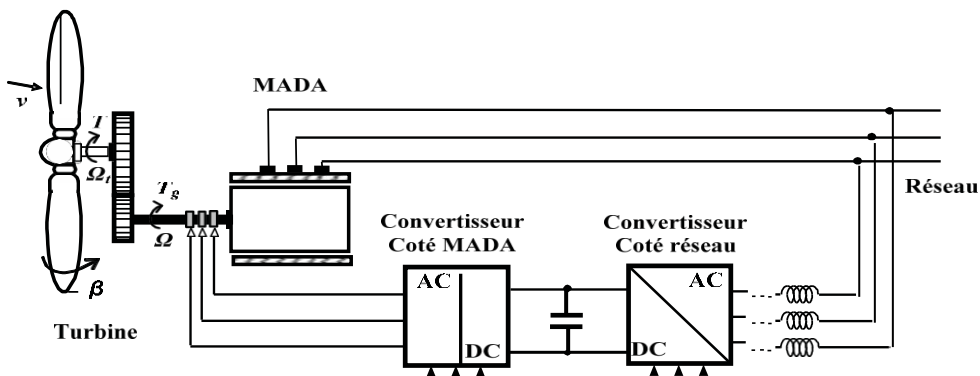 MADA
v
T
Ωt
Tg
Ω
β
Turbine
Réseau
Convertisseur
Coté MADA
Convertisseur
Coté réseau
AC
DC
AC
DC